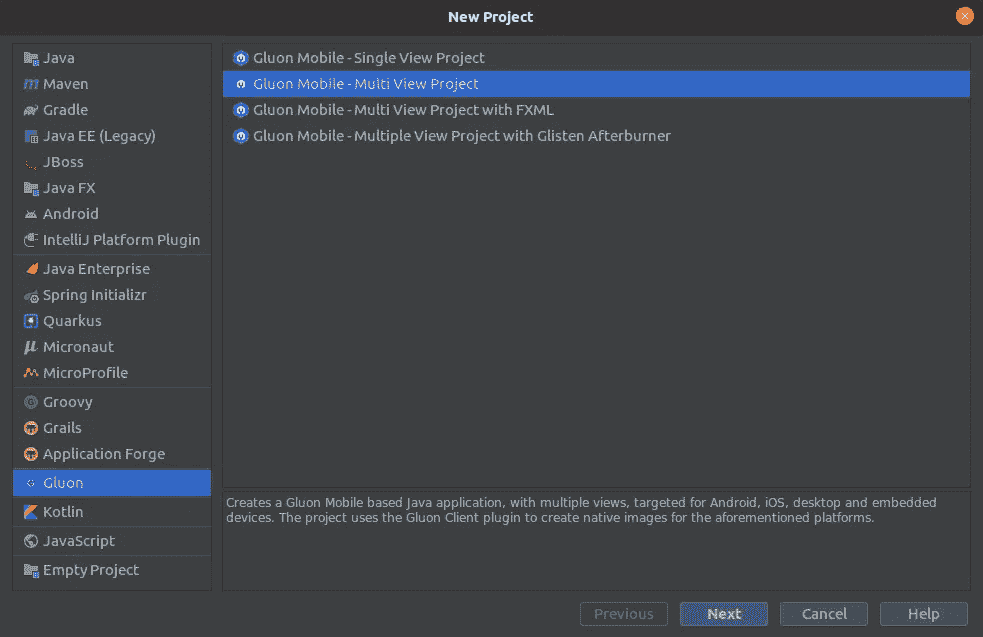 New Project
Java
Maven
Gradle
Java EE (Legacy)
JBoss
Java FX
Android
IntelliJ Platform Plugin
Java Enterprise
Spring Initializr
Quarkus
Micronaut
MicroProfile
Groovy
Grails
Application Forge
Gluon
Kotlin
JavaScript
Empty Project
Gluon Mobile - Single View Project
Gluon Mobile - Multi View Project
Gluon Mobile - Multi View Project with FXML
Gluon Mobile - Multiple View Project with Glisten Afterburner
Creates a Gluon Mobile based Java application, with multiple views, targeted for Android, iOS, desktop and embedded
devices. The project uses the Gluon Client plugin to create native images for the aforementioned platforms.
Previous
Next
Cancel
Help